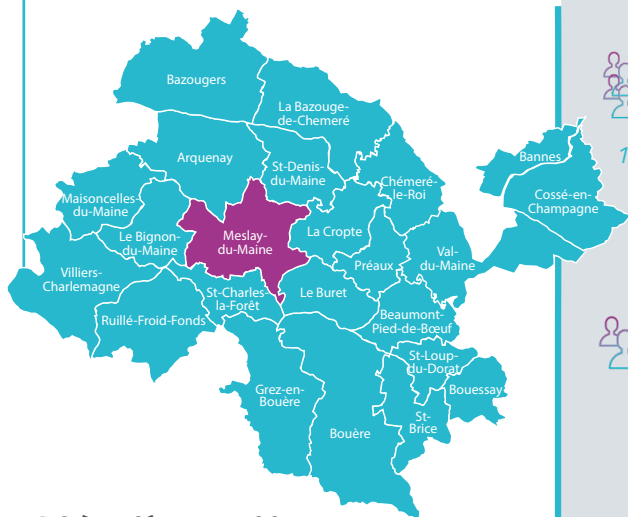 Bazougers
La Bazouge-
de-Chemeré
Arquenay
St-Denis-
du-Maine
Bannes
Chémeré-
le-Roi
Cossé-en-
Champagne
Maisoncelles-
du-Maine
Le Bignon-
du-Maine
Meslay-
du-Maine
La Cropte
Préaux
Val-
du-Maine
Villiers-
Charlemagne
St-Charles-
la-Forêt
Le Buret
Ruillé-Froid-Fonds
Beaumont-
Pied-de-Bœuf
St-Loup-
du-Dorat
Bouessay
Grez-en-
Bouère
Bouère
St-
Brice
1